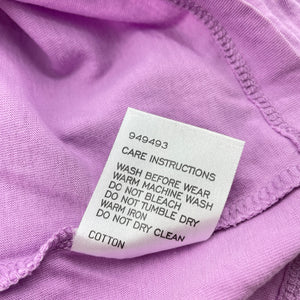 949493
CARE INSTRUCTIONS
WASH BEFORE WEAR
WARM MACHINE WASH
DO NOT BLEACH
DO NOT TUMBLE DRY
WARM IRON
DO NOT DRY CLEAN
COTTON